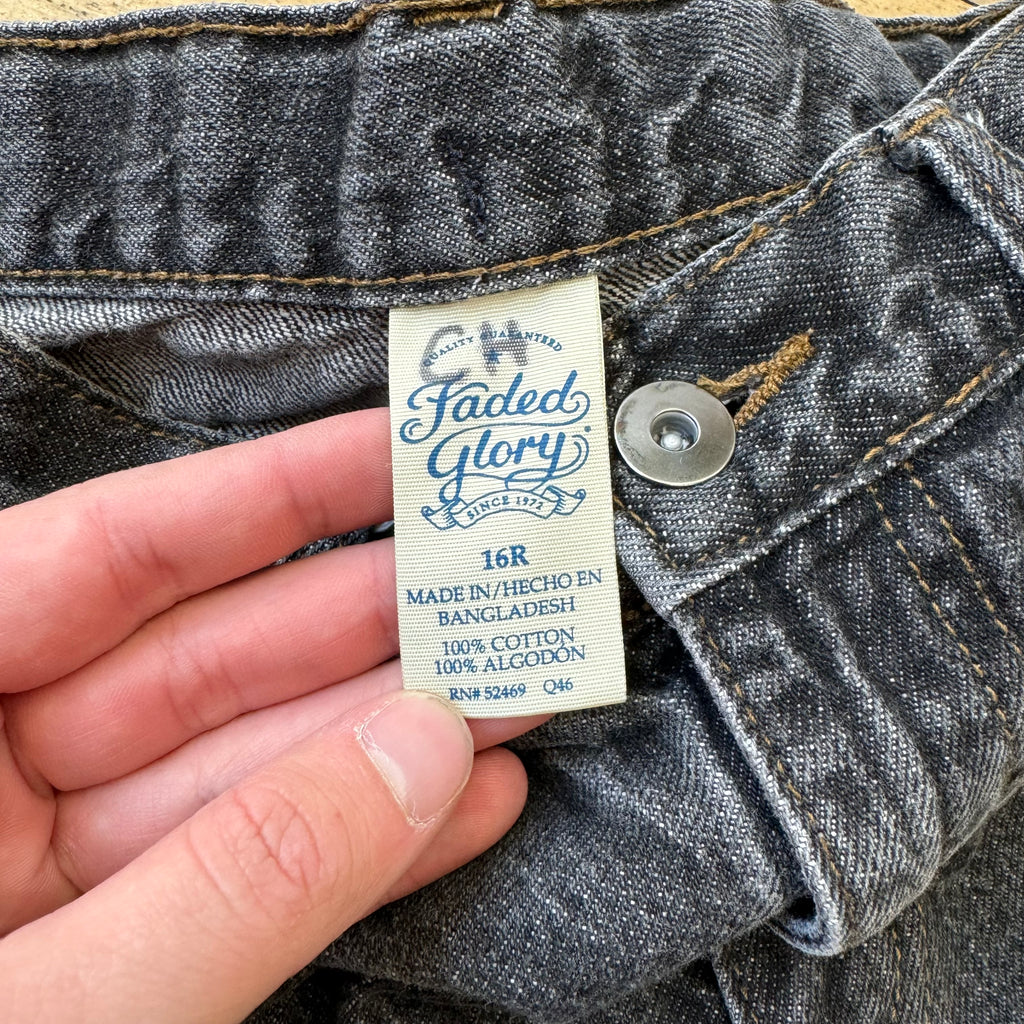 CH
QUALITY GUARANTEED
Faded
Glory
SINCE 1972
16R
MADE IN/HECHO EN
BANGLADESH
100% COTTON
100% ALGODÓN
RN# 52469 Q46